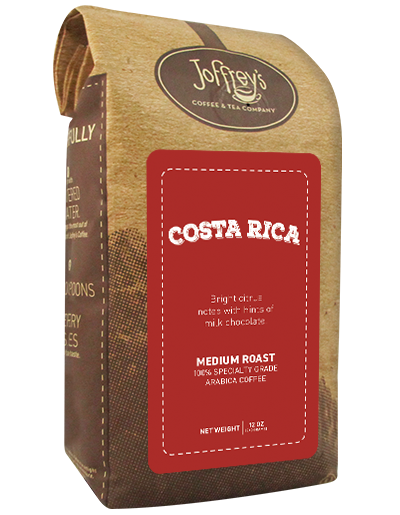 Joffrey's
COFFEE & TEA COMPANY
COSTA RICA
Bright citrus
notes with hints of
milk chocolate
MEDIUM ROAST
100% SPECIALTY GRADE
ARABICA COFFEE
NET WEIGHT | 12 OZ